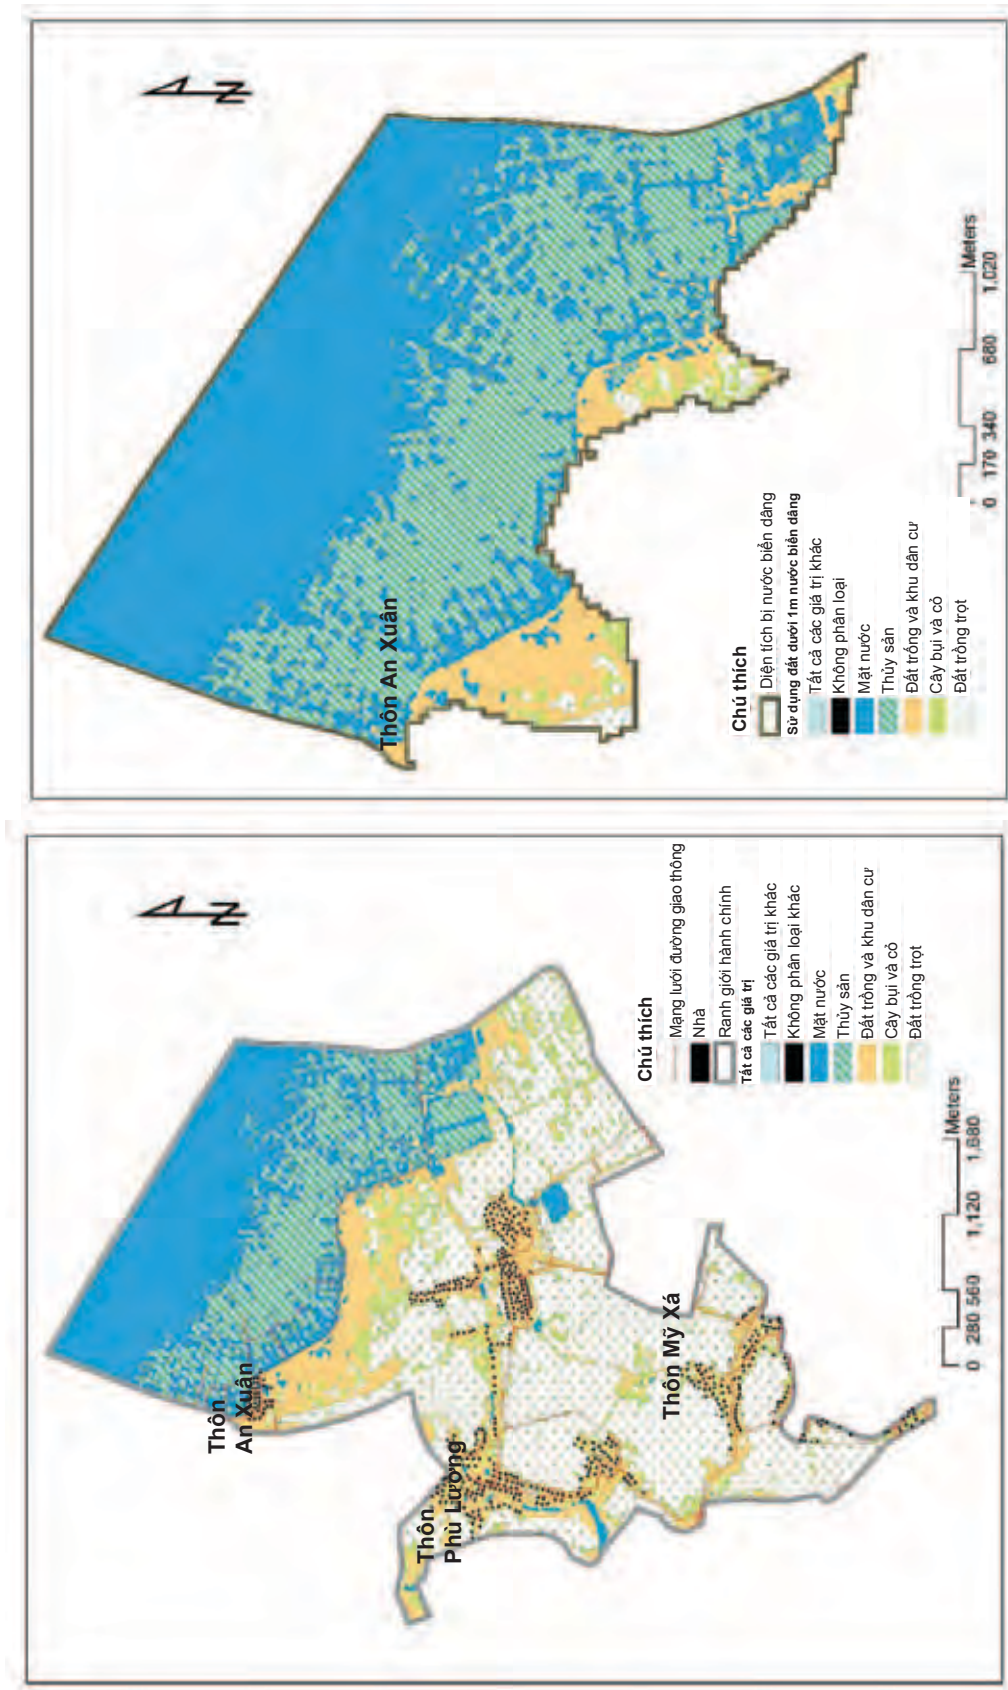 N
Thôn
An Xuân
Thôn
Phù Lương
Thôn Mỹ Xá
Chú thích
Mạng lưới đường giao thông
Nhà
Ranh giới hành chính
Tất cả các giá trị
Tất cả các giá trị khác
Không phân loại khác
Mặt nước
Thủy sản
Đất trồng và khu dân cư
Cây bụi và cỏ
Đất trồng trọt
Meters
0 280 560 1,120 1,680
N
Thôn An Xuân
Chú thích
Diện tích bị nước biển dâng
Sử dụng đất dưới 1m nước biển dâng
Tất cả các giá trị khác
Không phân loại
Mặt nước
Thủy sản
Đất trống và khu dân cư
Cây bụi và cỏ
Đất trồng trọt
Meters
0 170 340 680 1,020